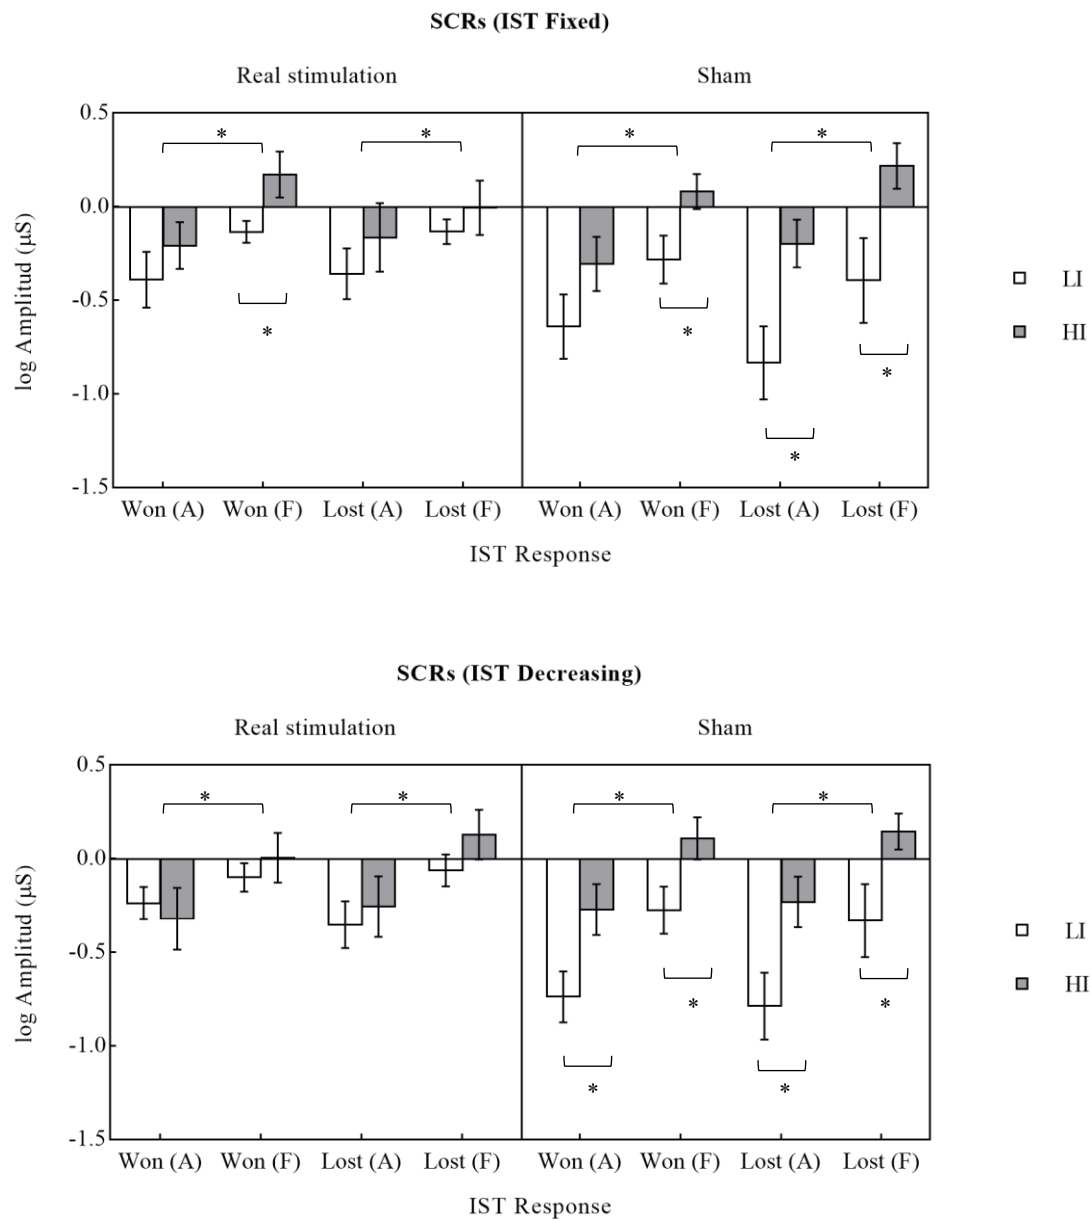 SCRs (IST Fixed)
Real stimulation
Sham
0.5
0.0
-0.5
-1.0
-1.5
log Amplitud (µS)
* * * *
* * * *
LI
HI
Won (A) Won (F) Lost (A) Lost (F) Won (A) Won (F) Lost (A) Lost (F)
IST Response
SCRs (IST Decreasing)
Real stimulation
Sham
0.5
0.0
-0.5
-1.0
-1.5
log Amplitud (µS)
* * * *
* * * *
LI
HI
Won (A) Won (F) Lost (A) Lost (F) Won (A) Won (F) Lost (A) Lost (F)
IST Response